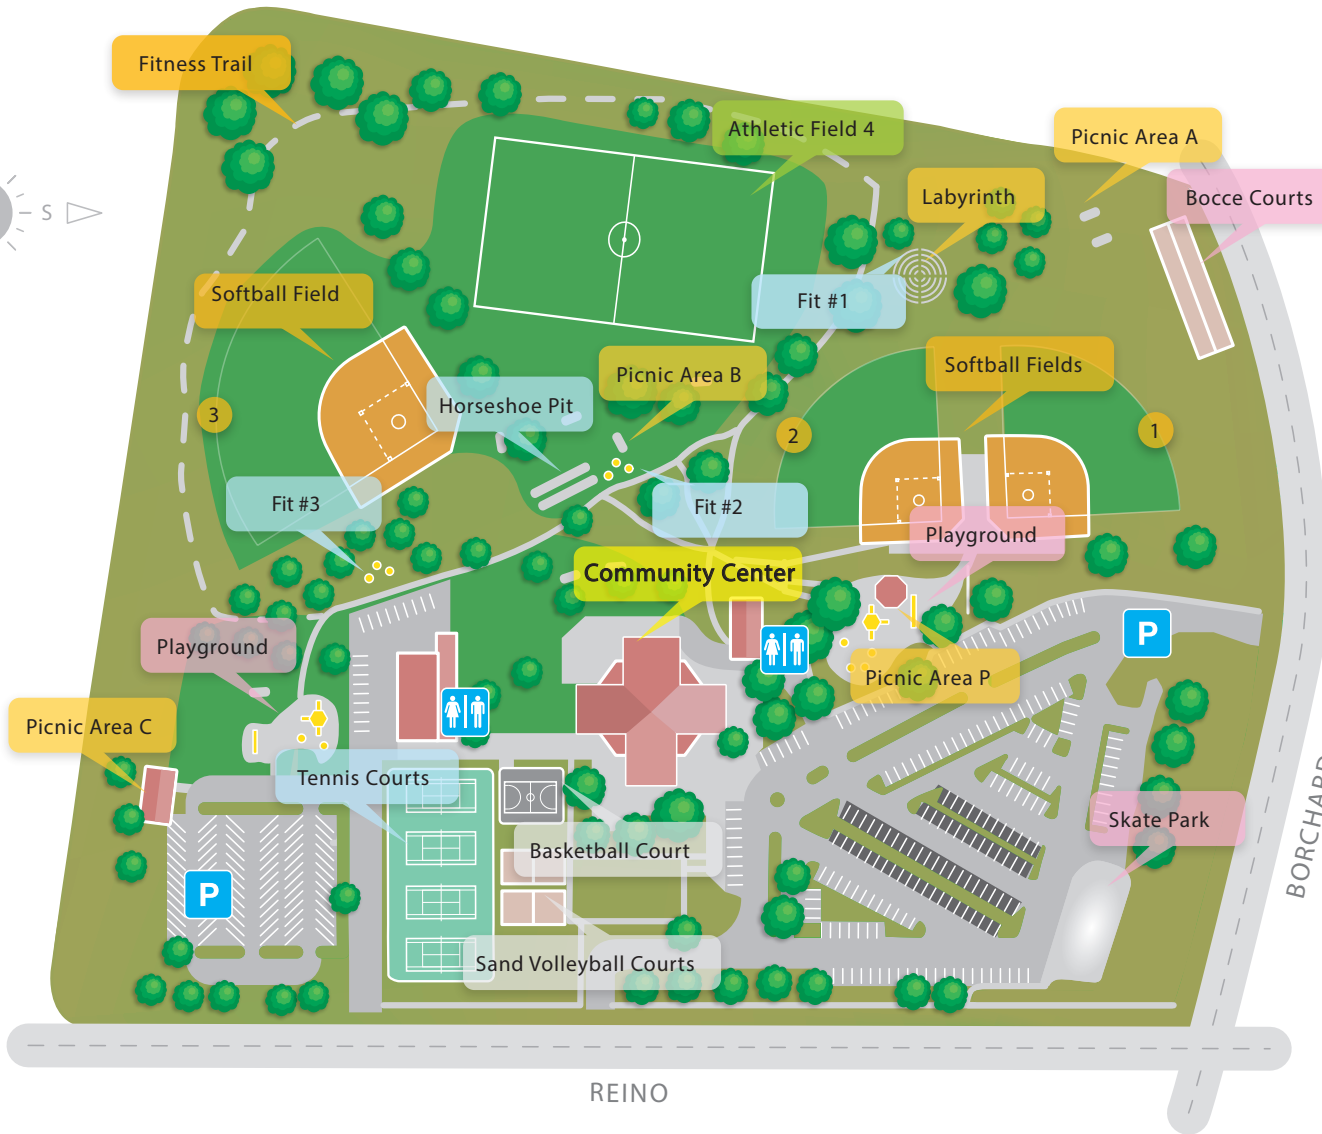 Fitness Trail
Athletic Field 4
Picnic Area A
Labyrinth
Bocce Courts
S
Softball Field
Fit #1
Picnic Area B
Softball Fields
Horseshoe Pit
3
2
1
Fit #3
Fit #2
Playground
Community Center
Playground
P
Picnic Area P
Picnic Area C
Tennis Courts
Skate Park
Basketball Court
P
BORCHARD
Sand Volleyball Courts
REINO